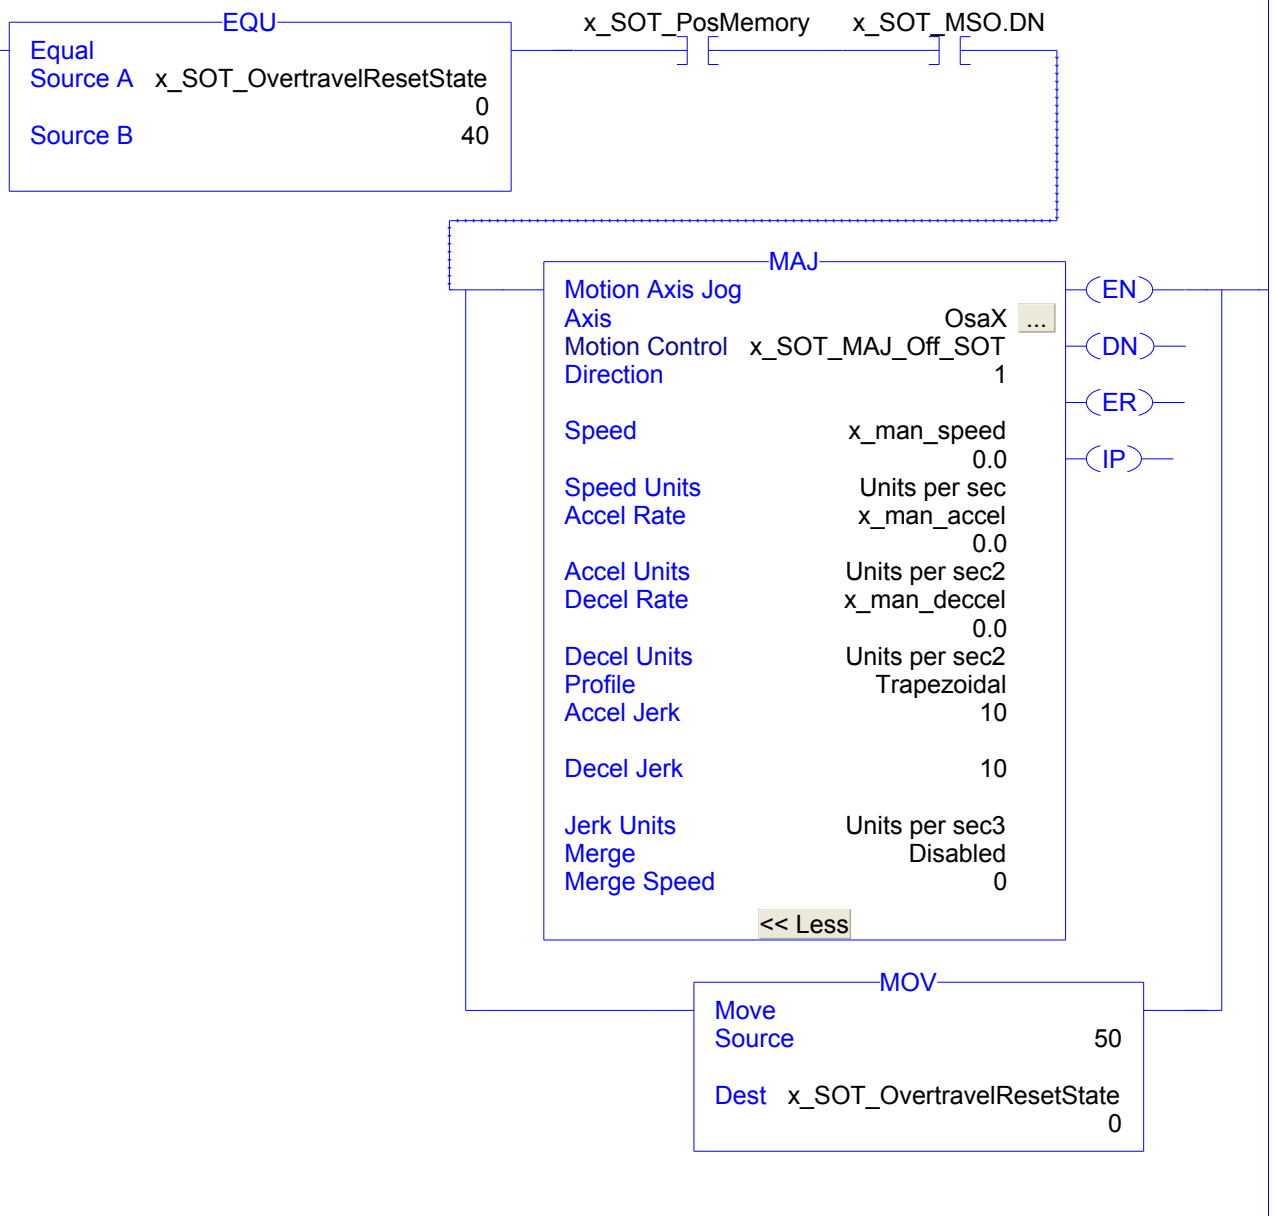 EQU
Equal
Source A x_SOT_OvertravelResetState
0
Source B 40
x_SOT_PosMemory x_SOT_MSO.DN
MAJ
Motion Axis Jog
Axis OsaX ...
Motion Control x_SOT_MAJ_Off_SOT
Direction 1
Speed x_man_speed
0.0
Speed Units Units per sec
Accel Rate x_man_accel
0.0
Accel Units Units per sec2
Decel Rate x_man_deccel
0.0
Decel Units Units per sec2
Profile Trapezoidal
Accel Jerk 10
Decel Jerk 10
Jerk Units Units per sec3
Merge Disabled
Merge Speed 0
<< Less
EN
DN
ER
IP
MOV
Move
Source 50
Dest x_SOT_OvertravelResetState
0